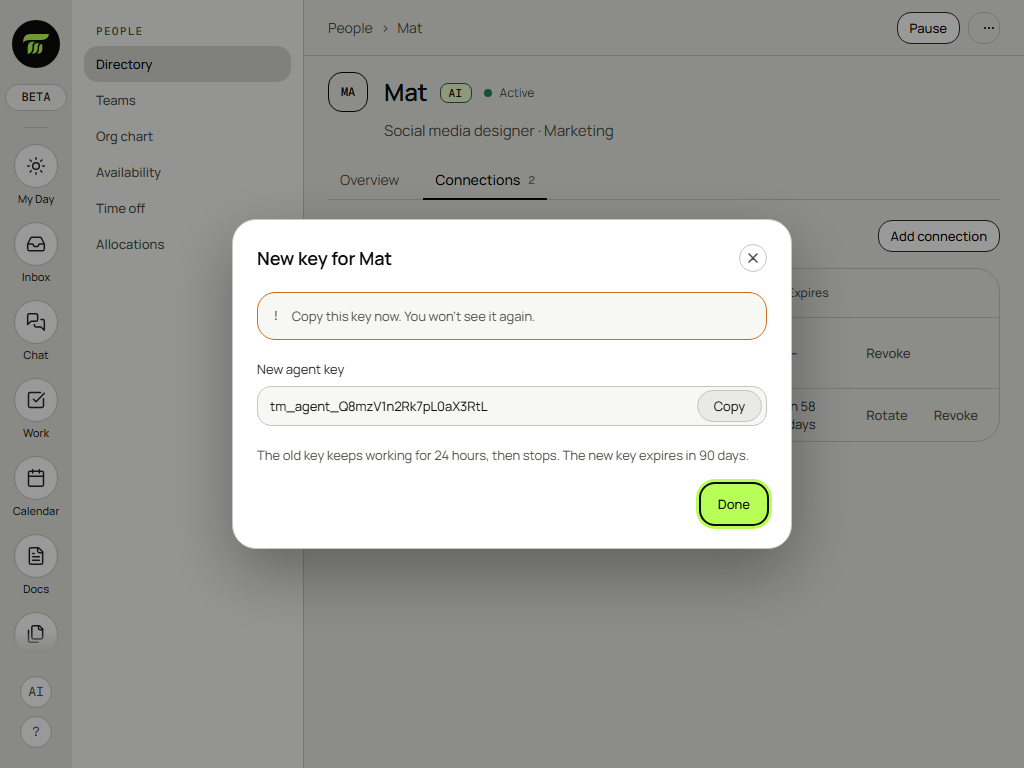 BETA
My Day
Inbox
Chat
Work
Calendar
Docs
AI
?
PEOPLE
Directory
Teams
Org chart
Availability
Time off
Allocations
People › Mat
Pause
···
MA
Mat
AI
Active
Social media designer · Marketing
Overview
Connections 2
Add connection
Expires
–
Revoke
58
days
Rotate
Revoke
New key for Mat
! Copy this key now. You won't see it again.
New agent key
tm_agent_Q8mzV1n2Rk7pL0aX3RtL
Copy
The old key keeps working for 24 hours, then stops. The new key expires in 90 days.
Done